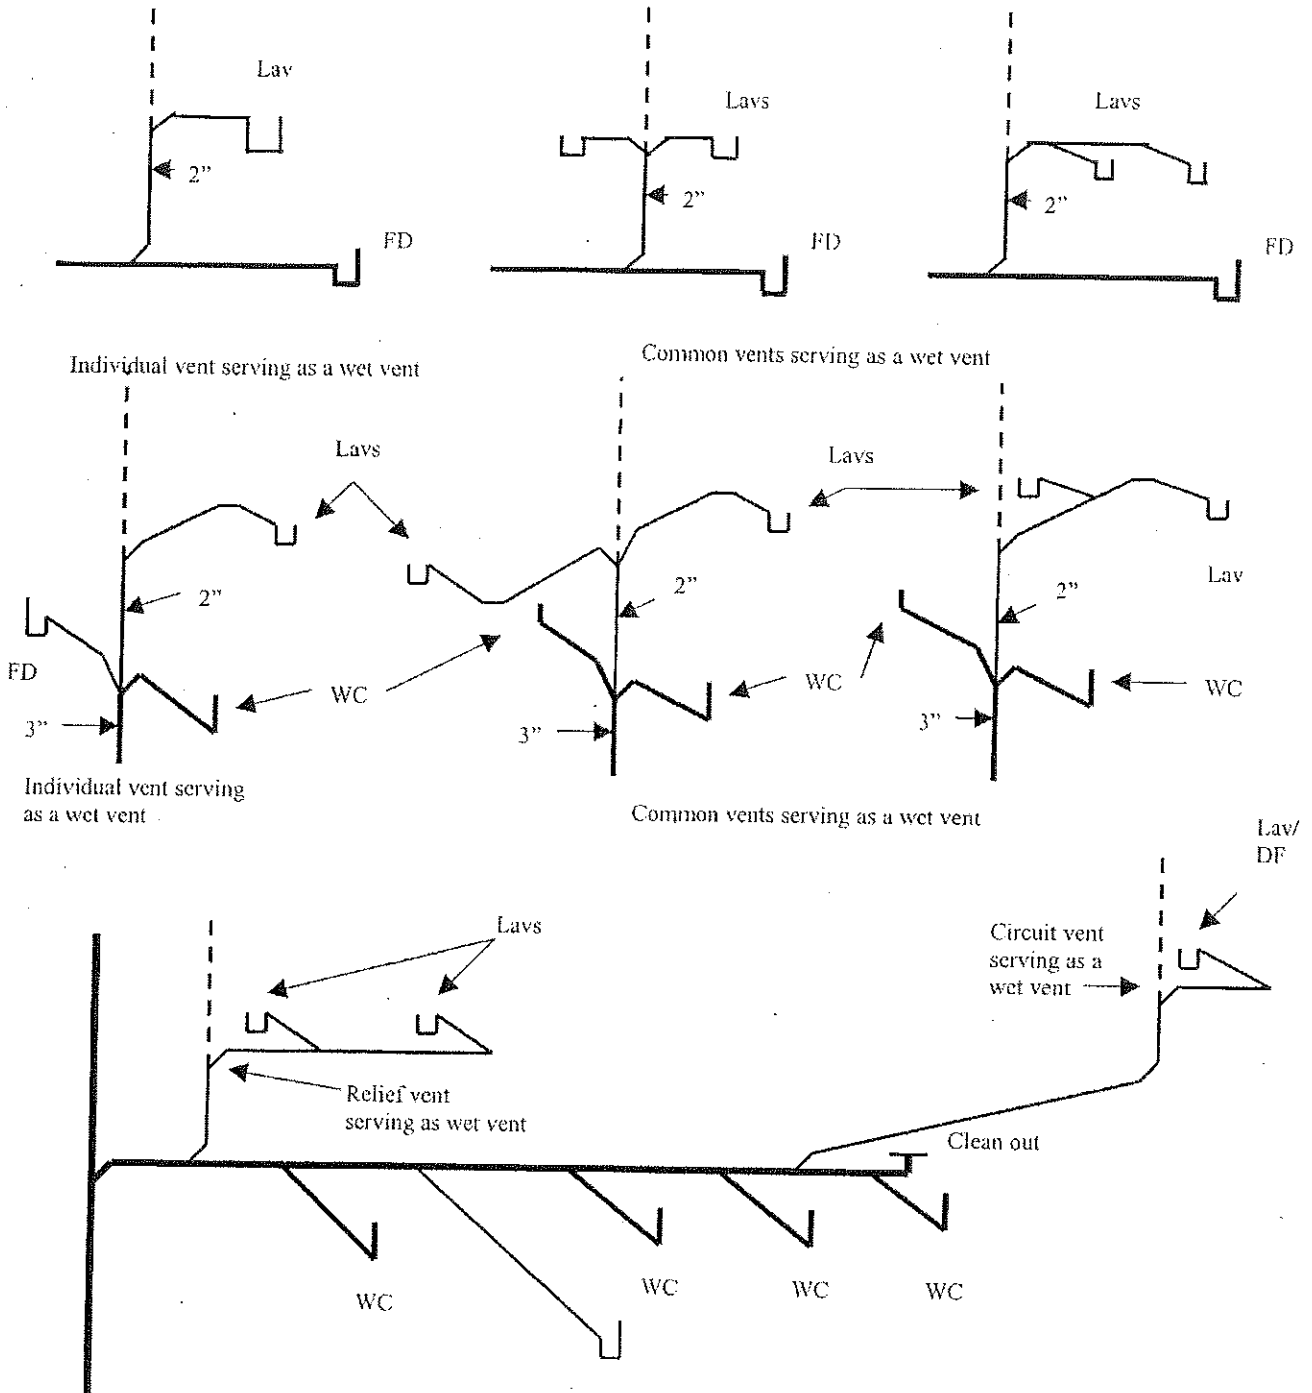 Lav
2”
FD
Lavs
2”
FD
Lavs
2”
FD
Individual vent serving as a wet vent
Common vents serving as a wet vent
Lavs
Lavs
2”
2”
2”
Lav
FD
WC
WC
WC
3”
3”
3”
Individual vent serving
as a wet vent
Common vents serving as a wet vent
Lav/
DF
Lavs
Circuit vent
serving as a
wet vent
Relief vent
serving as wet vent
Clean out
WC
WC
WC
WC